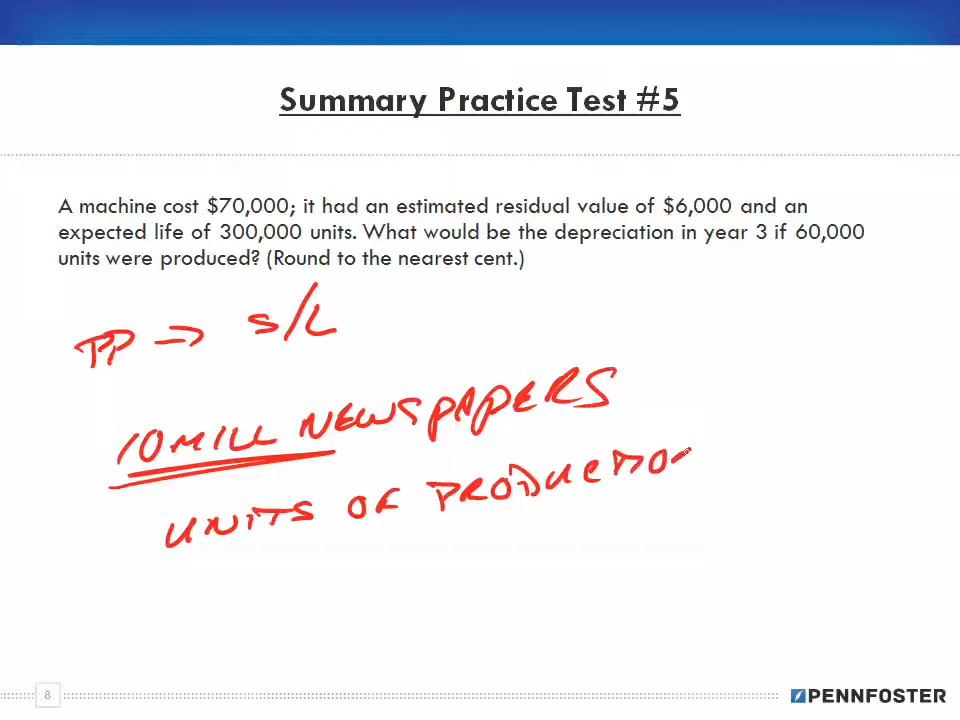 Summary Practice Test #5
A machine cost $70,000; it had an estimated residual value of $6,000 and an
expected life of 300,000 units. What would be the depreciation in year 3 if 60,000
units were produced? (Round to the nearest cent.)
PP → S/L
10 MILL NEWSPAPERS
UNITS OF PRODUCTIO
8
PENNFOSTER